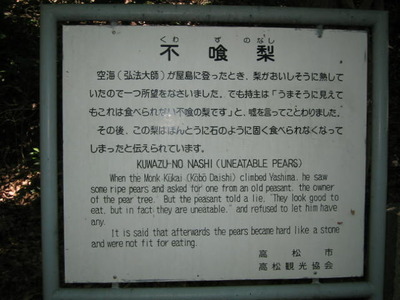 くわ ず の なし
不 喰 梨
空海(弘法大師)が屋島に登ったとき、梨がおいしそうに熟して
いたので一つ所望をなさいました。でも持主は「うまそうに見えて
もこれは食べられない不喰の梨です」と、嘘を言ってことわりました。
その後、この梨はほんとうに石のように固く食べられなくなって
しまったと伝えられています。
KUWAZU-NO NASHI (UNEATABLE PEARS)
When the Monk Kūkai (Kōbō Daishi) climbed Yashima, he saw
some ripe pears and asked for one from an old peasant, the owner
of the pear tree. But the peasant told a lie, "They look good to
eat, but in fact they are uneatable." and refused to let him have
any.
It is said that afterwards the pears became hard like a stone
and were not fit for eating.
高 松 市
高松観光協会